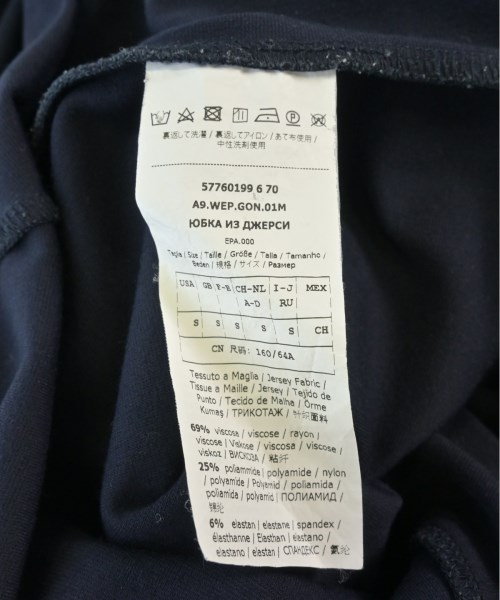 裏返して洗濯 / 裏返してアイロン / あて布使用 /
中性洗剤使用
57760199 6 70
A9.WEP.GON.01M
ЮБКА ИЗ ДЖЕРСИ
EPA.000
Taglia / Size / Taille / Größe / Talla / Tamanho /
Beden / 規格 / サイズ / Размер
USA GB F-B CH-NL I-J MEX
A-D RU
S S S S S CH
CN 尺码: 160/64A
Tessuto a Maglia / Jersey Fabric /
Tissue a Maille / Jersey / Tejido de
Punto / Tecido de Malha / Örme
Kumaş / ТРИКОТАЖ / 针织面料
69% viscosa / viscose / rayon /
viscose / Viskose / viscosa / viscose /
viskoz / ВИСКОЗА / 粘纤
25% poliammide / polyamide / nylon
/ polyamide / Polyamid / poliamida /
poliamida / polyamid / ПОЛИАМИД /
锦纶
6% elastan / elastane / spandex /
élasthanne / Elasthan / elastano /
elastano / elastan / СПАНДЕКС / 氨纶